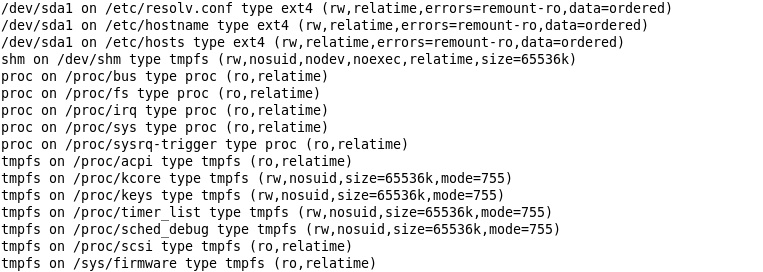 /dev/sda1 on /etc/resolv.conf type ext4 (rw,relatime,errors=remount-ro,data=ordered)
/dev/sda1 on /etc/hostname type ext4 (rw,relatime,errors=remount-ro,data=ordered)
/dev/sda1 on /etc/hosts type ext4 (rw,relatime,errors=remount-ro,data=ordered)
shm on /dev/shm type tmpfs (rw,nosuid,nodev,noexec,relatime,size=65536k)
proc on /proc/bus type proc (ro,relatime)
proc on /proc/fs type proc (ro,relatime)
proc on /proc/irq type proc (ro,relatime)
proc on /proc/sys type proc (ro,relatime)
proc on /proc/sysrq-trigger type proc (ro,relatime)
tmpfs on /proc/acpi type tmpfs (ro,relatime)
tmpfs on /proc/kcore type tmpfs (rw,nosuid,size=65536k,mode=755)
tmpfs on /proc/keys type tmpfs (rw,nosuid,size=65536k,mode=755)
tmpfs on /proc/timer_list type tmpfs (rw,nosuid,size=65536k,mode=755)
tmpfs on /proc/sched_debug type tmpfs (rw,nosuid,size=65536k,mode=755)
tmpfs on /proc/scsi type tmpfs (ro,relatime)
tmpfs on /sys/firmware type tmpfs (ro,relatime)